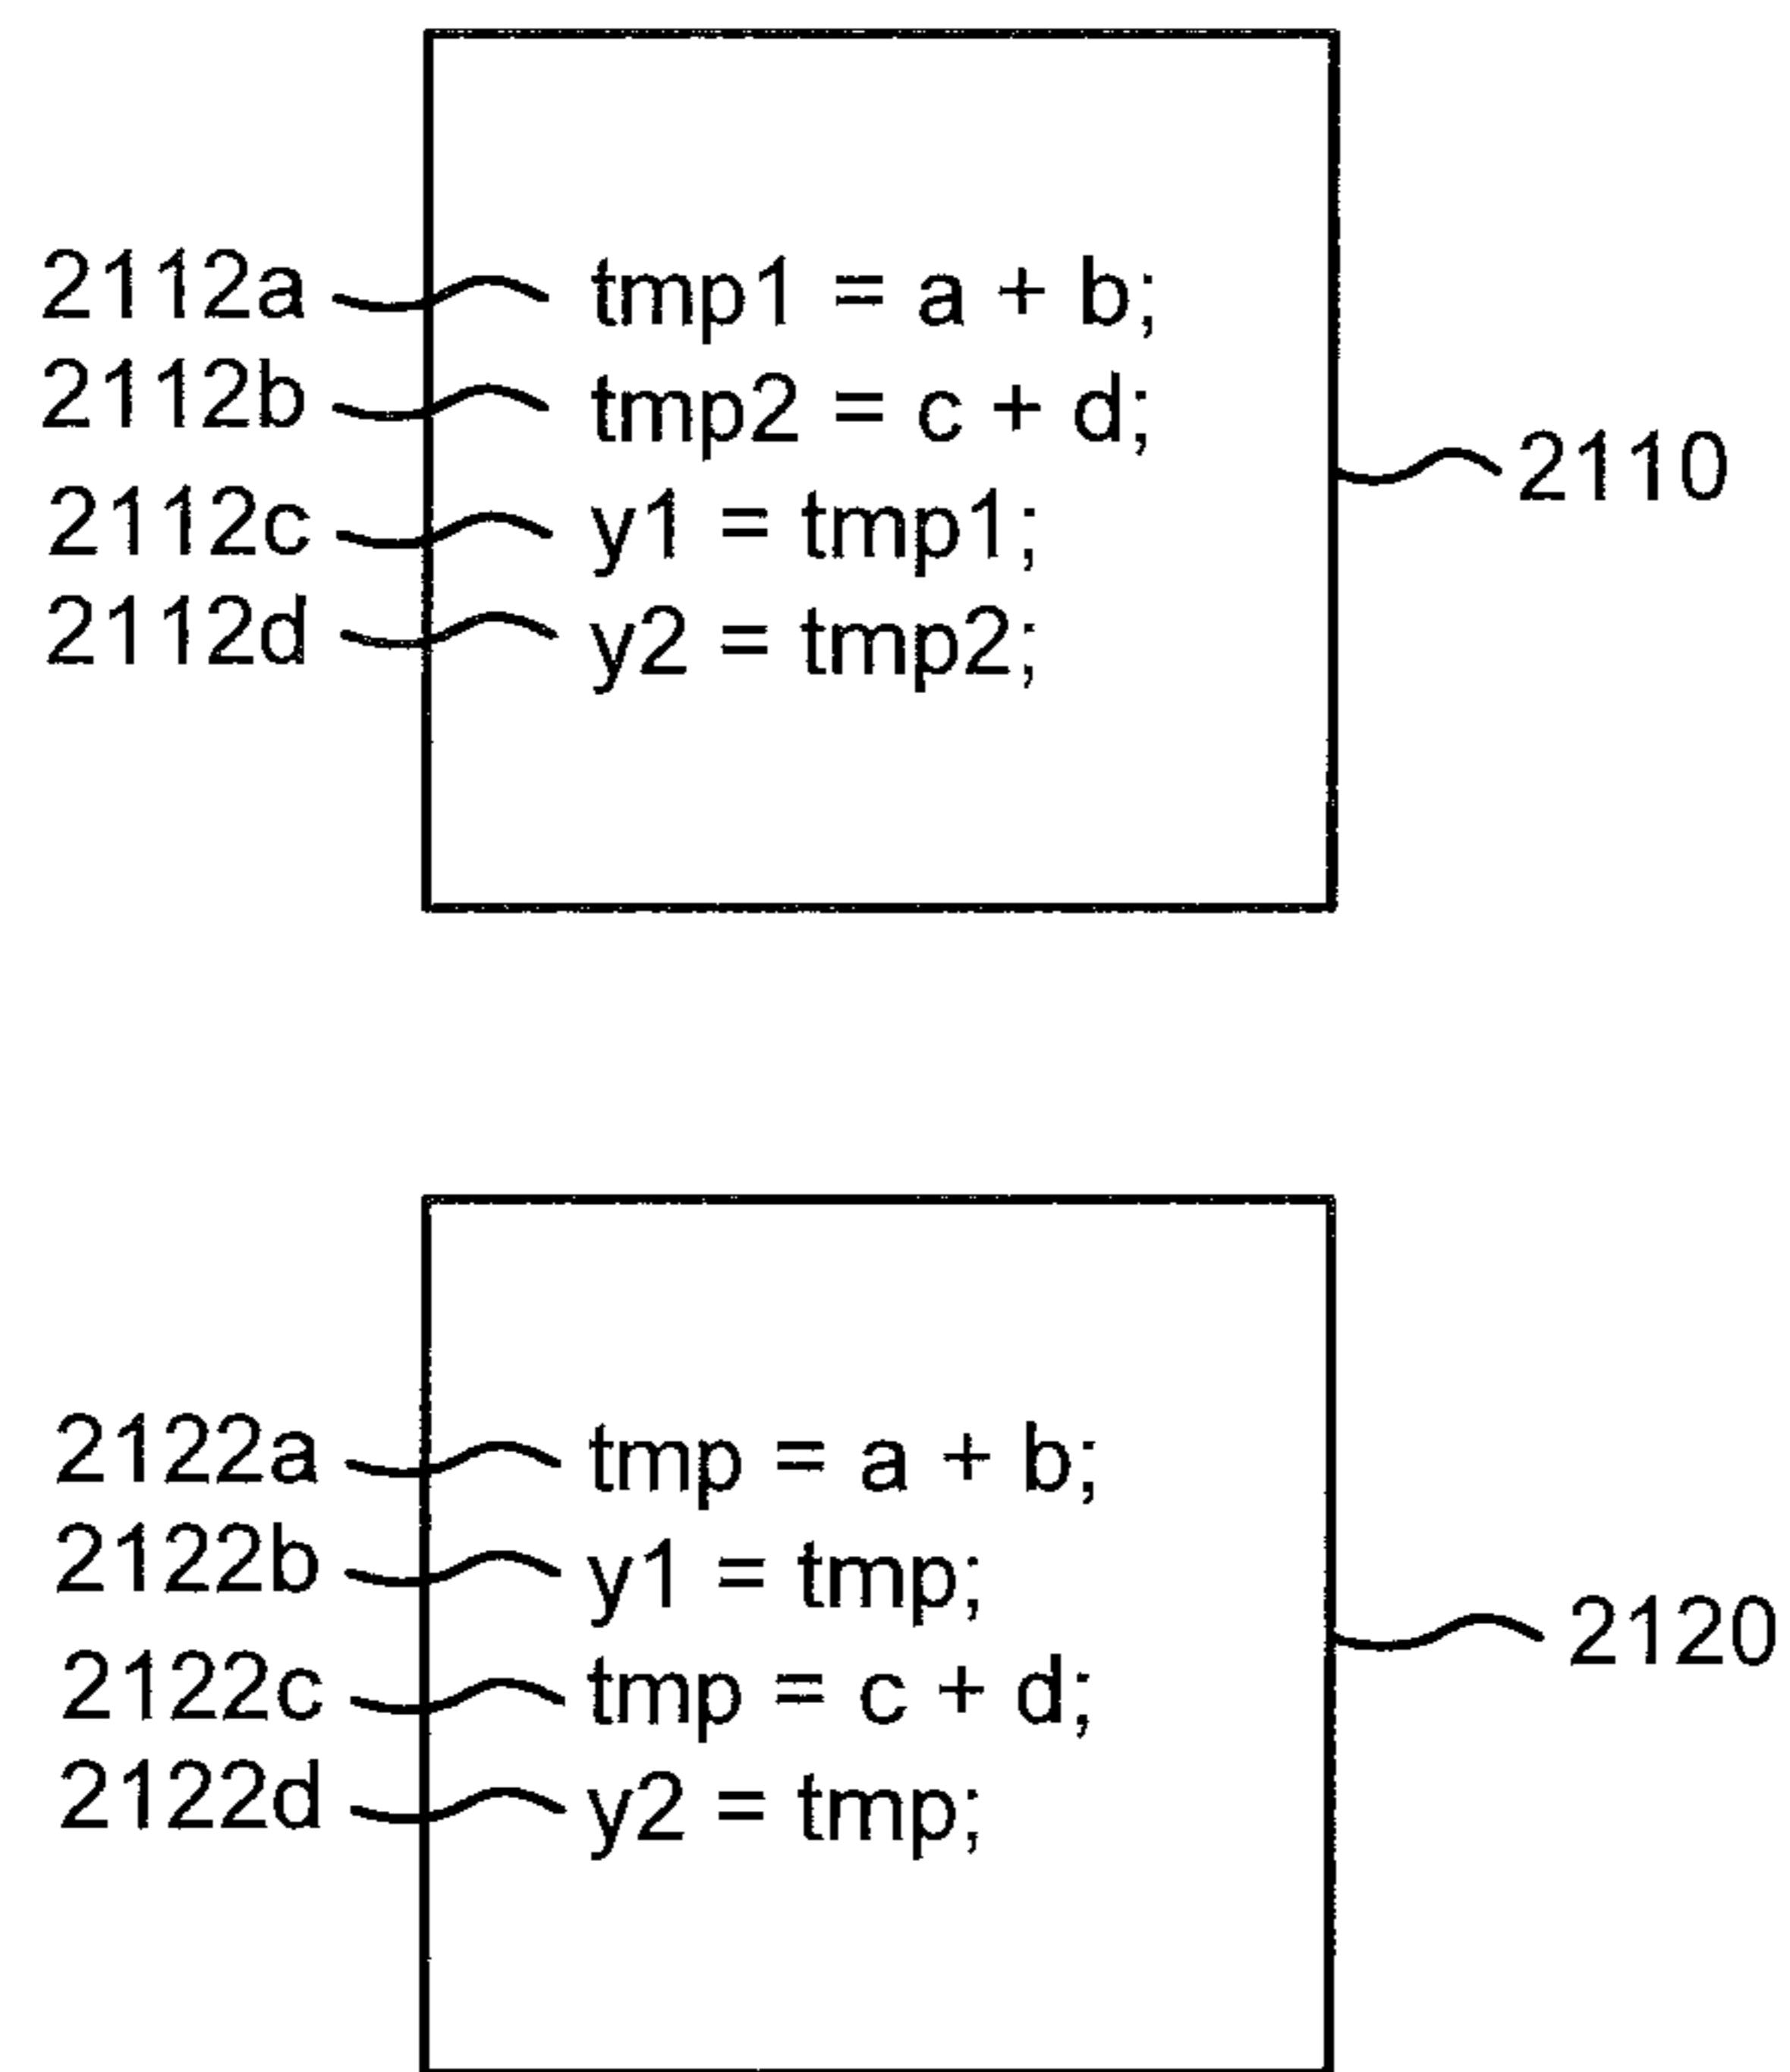 2112a tmp1 = a + b;
2112b tmp2 = c + d;
2110
2112c y1 = tmp1;
2112d y2 = tmp2;
2122a tmp = a + b;
2122b y1 = tmp;
2120
2122c tmp = c + d;
2122d y2 = tmp;